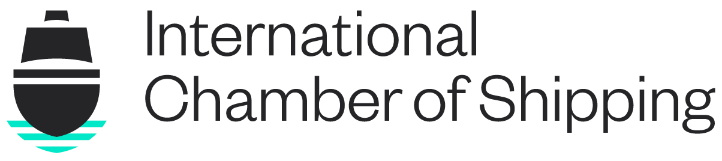 International
Chamber of Shipping